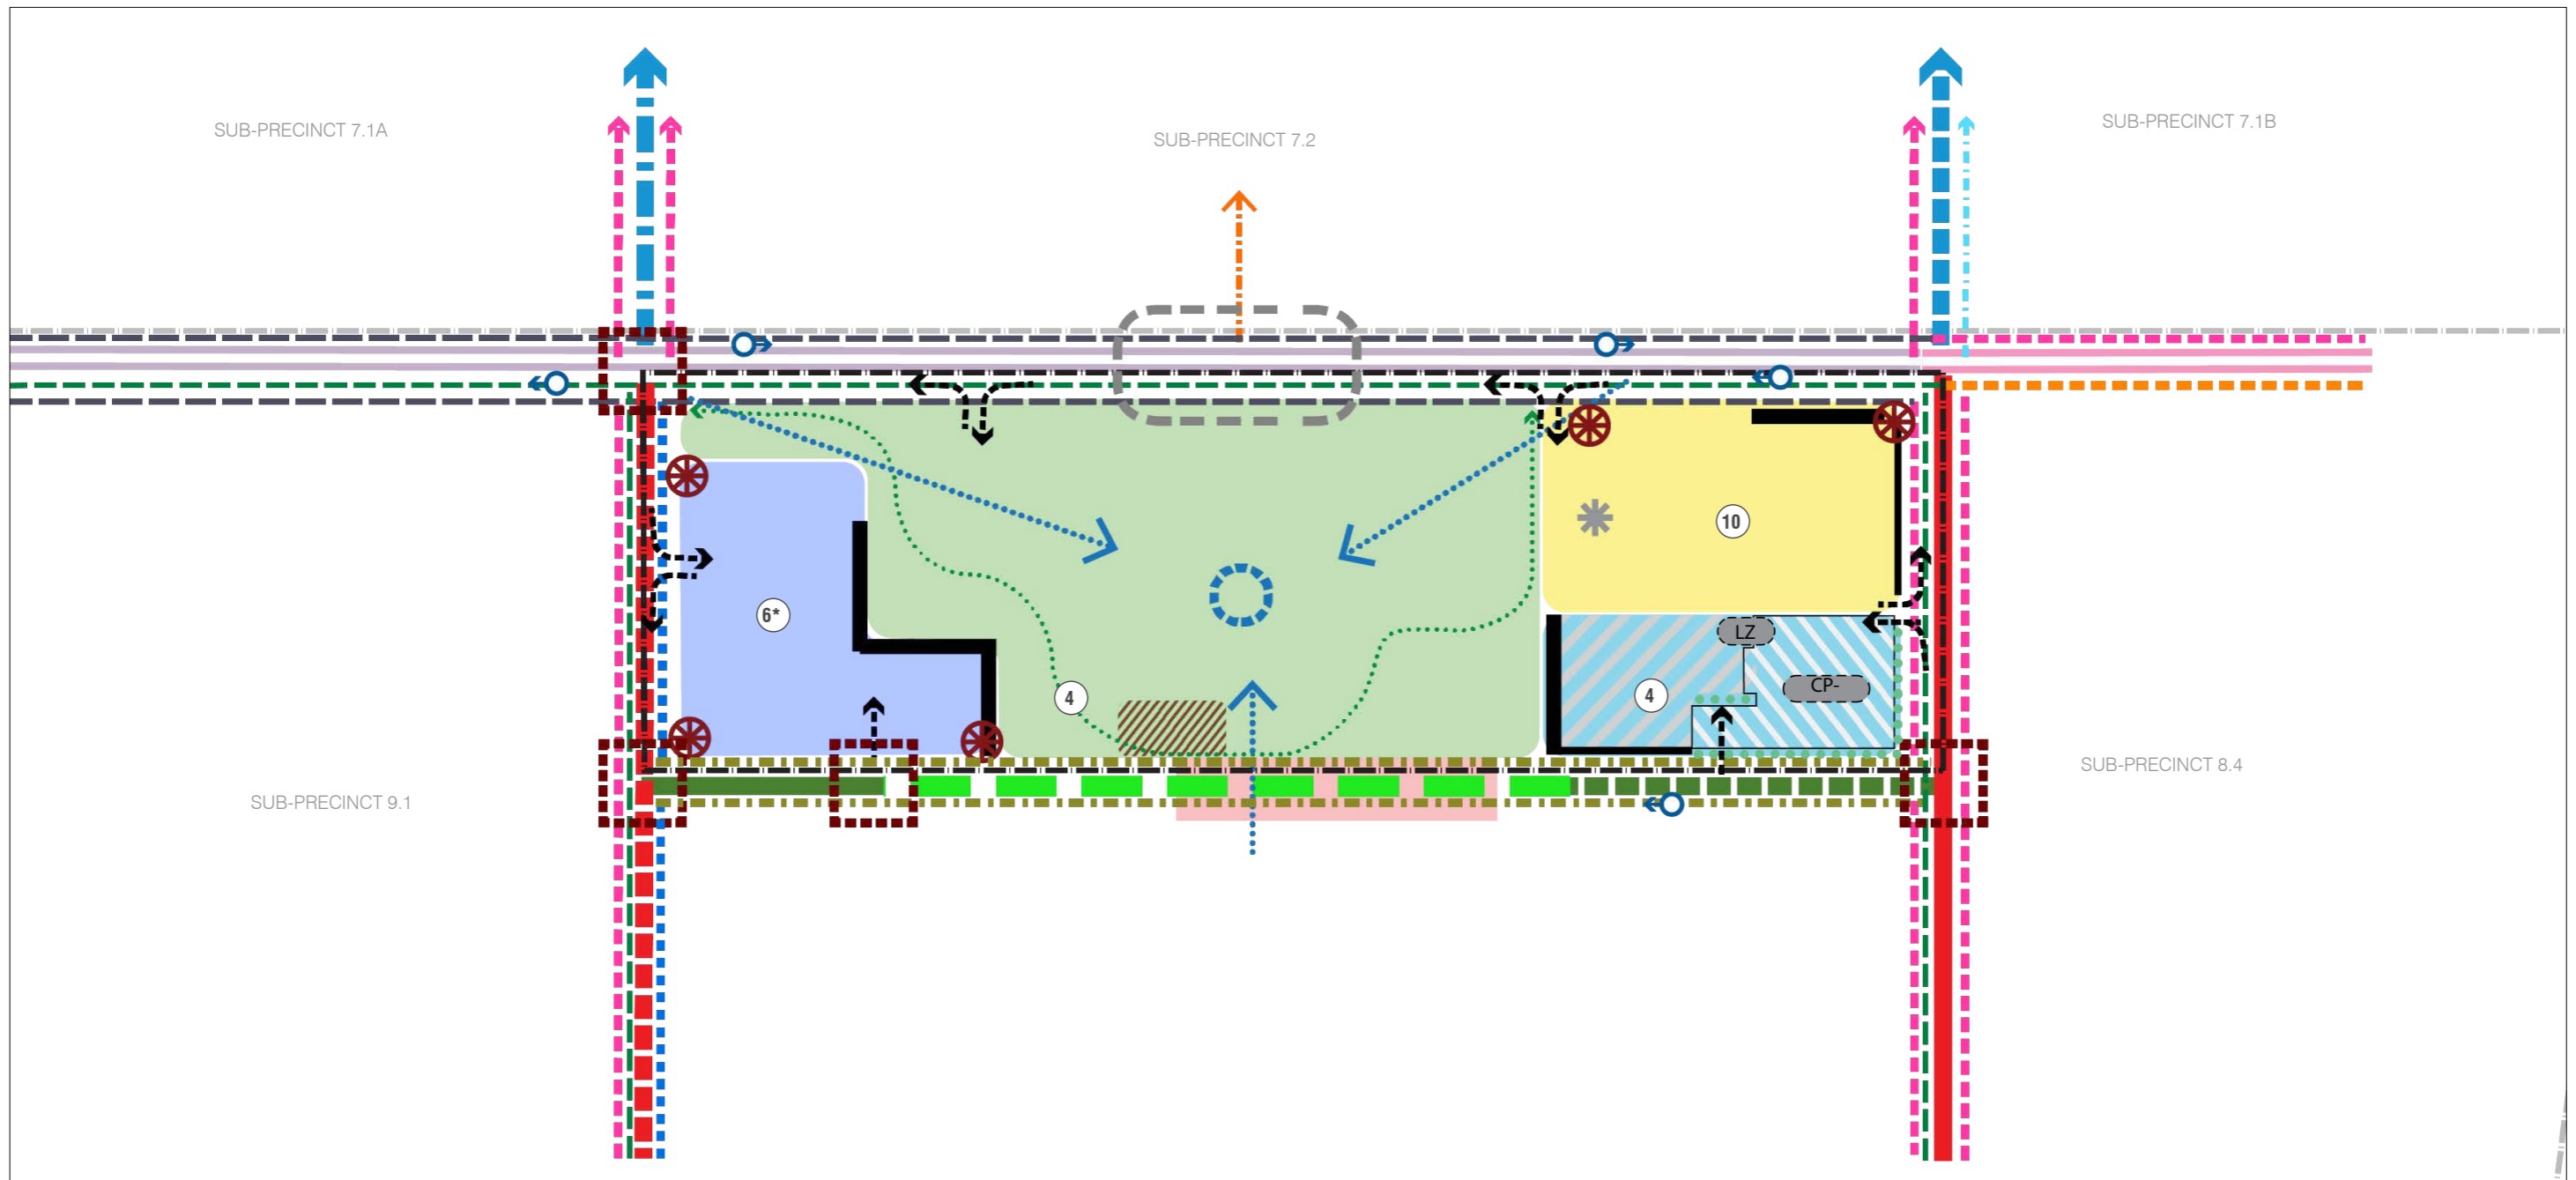 SUB-PRECINCT 7.1A
SUB-PRECINCT 7.2
SUB-PRECINCT 7.1B
10
6*
LZ
4
4
CP-
SUB-PRECINCT 9.1
SUB-PRECINCT 8.4